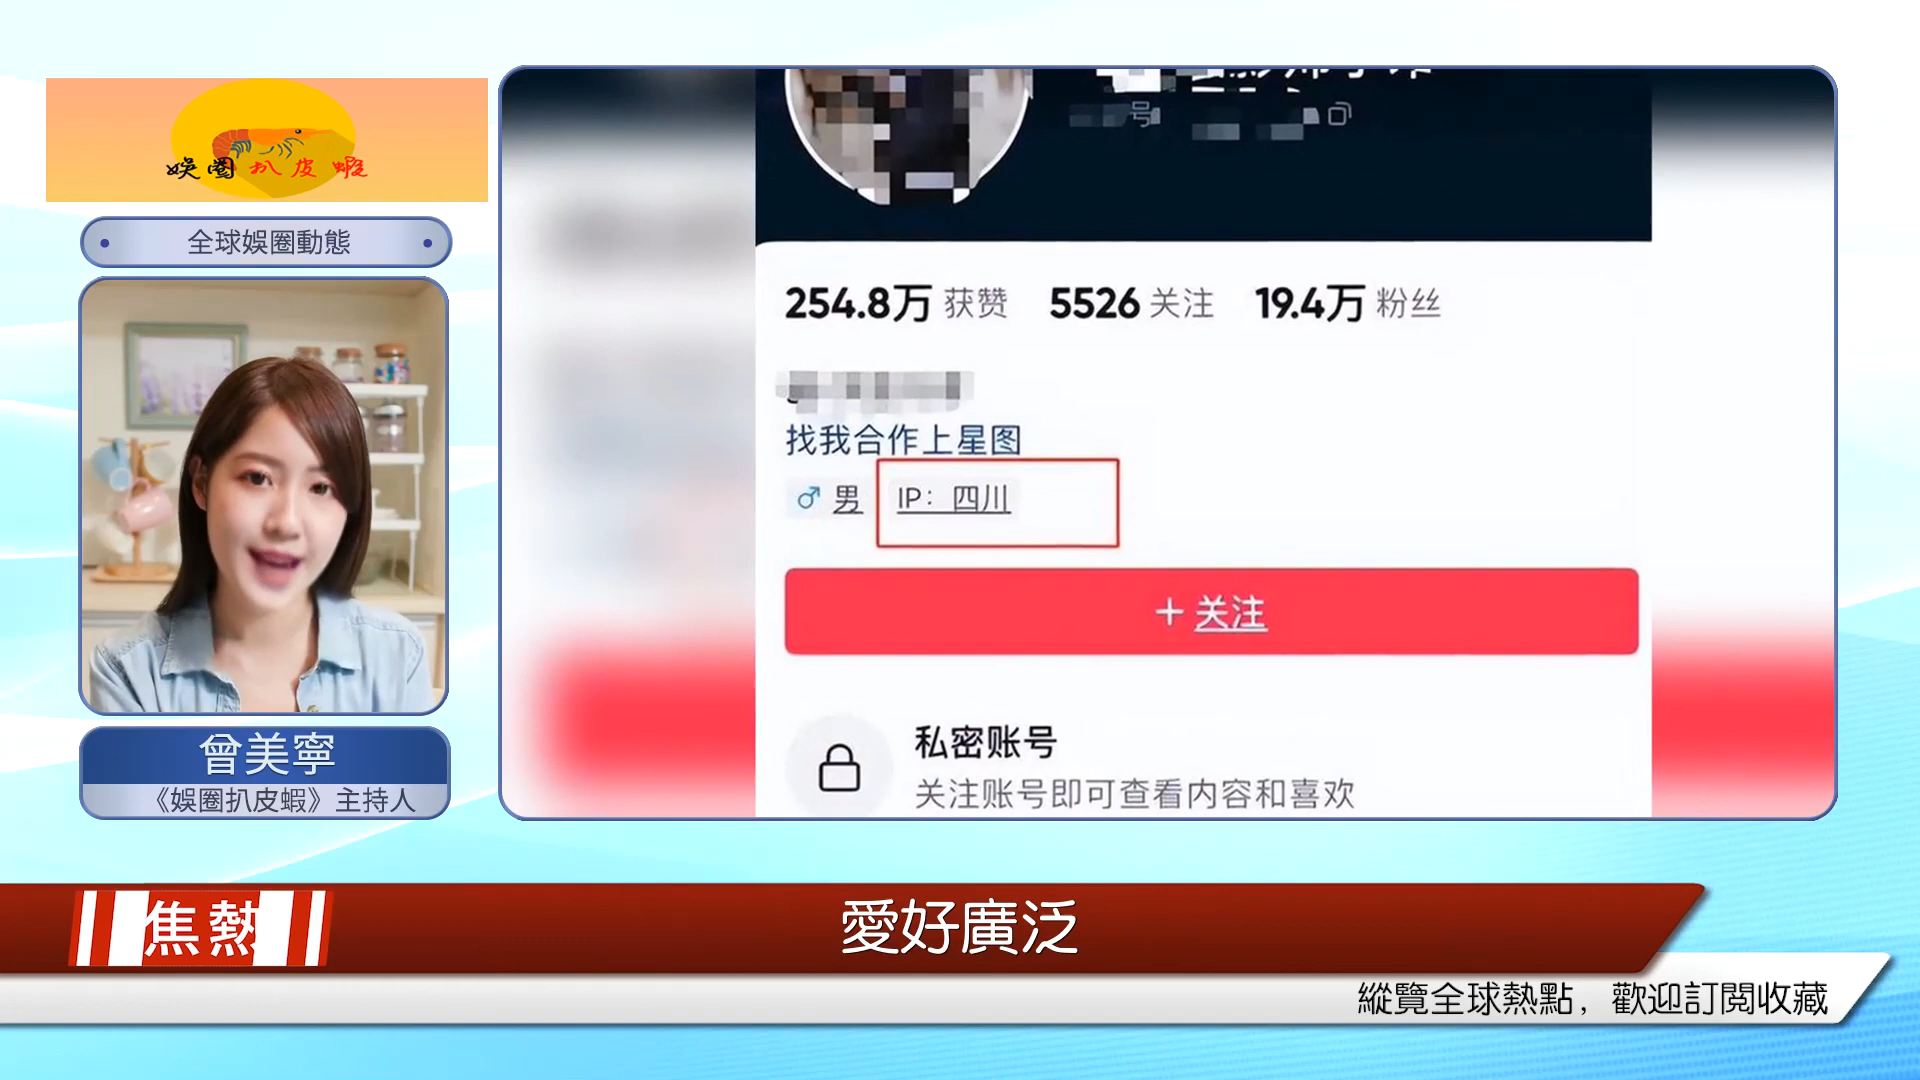 娛圈扒皮蝦
全球娛圈動態
曾美寧
《娛圈扒皮蝦》主持人
号
254.8万 获赞 5526 关注 19.4万 粉丝
找我合作上星图
♂ 男 IP：四川
+ 关注
私密账号
关注账号即可查看内容和喜欢
焦熱
愛好廣泛
縱覽全球熱點，歡迎訂閱收藏